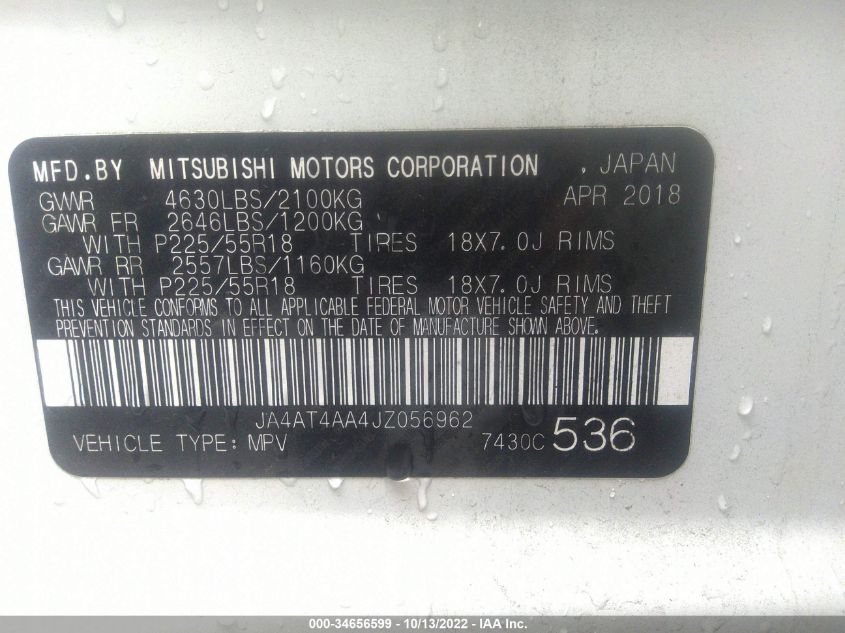 MFD.BY MITSUBISHI MOTORS CORPORATION , JAPAN
GVWR 4630LBS/2100KG APR 2018
GAWR FR 2646LBS/1200KG
WITH P225/55R18 TIRES 18X7.0J RIMS
GAWR RR 2557LBS/1160KG
WITH P225/55R18 TIRES 18X7.0J RIMS
THIS VEHICLE CONFORMS TO ALL APPLICABLE FEDERAL MOTOR VEHICLE SAFETY AND THEFT
PREVENTION STANDARDS IN EFFECT ON THE DATE OF MANUFACTURE SHOWN ABOVE.
JA4AT4AA4JZ056962
VEHICLE TYPE: MPV 7430C 536
000-34656599 - 10/13/2022 - IAA Inc.